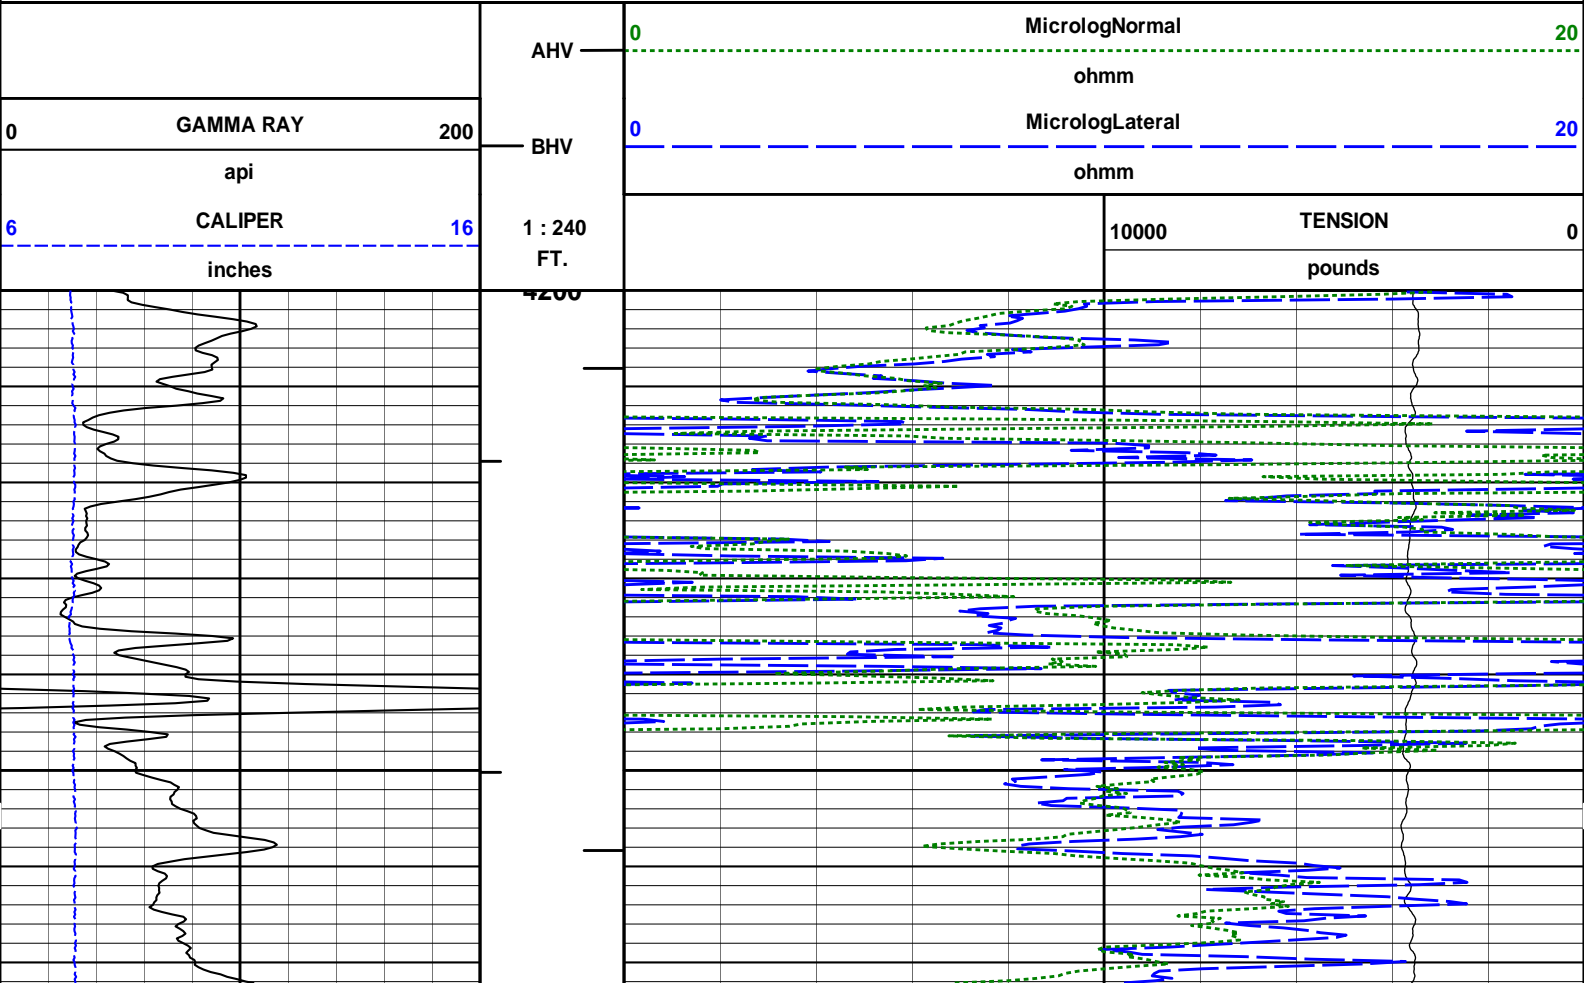 0 MicrologNormal 20
AHV
ohmm
0 GAMMA RAY 200
0 MicrologLateral 20
BHV
api
ohmm
6 CALIPER 16
1 : 240
10000 TENSION 0
FT.
inches
pounds
4200